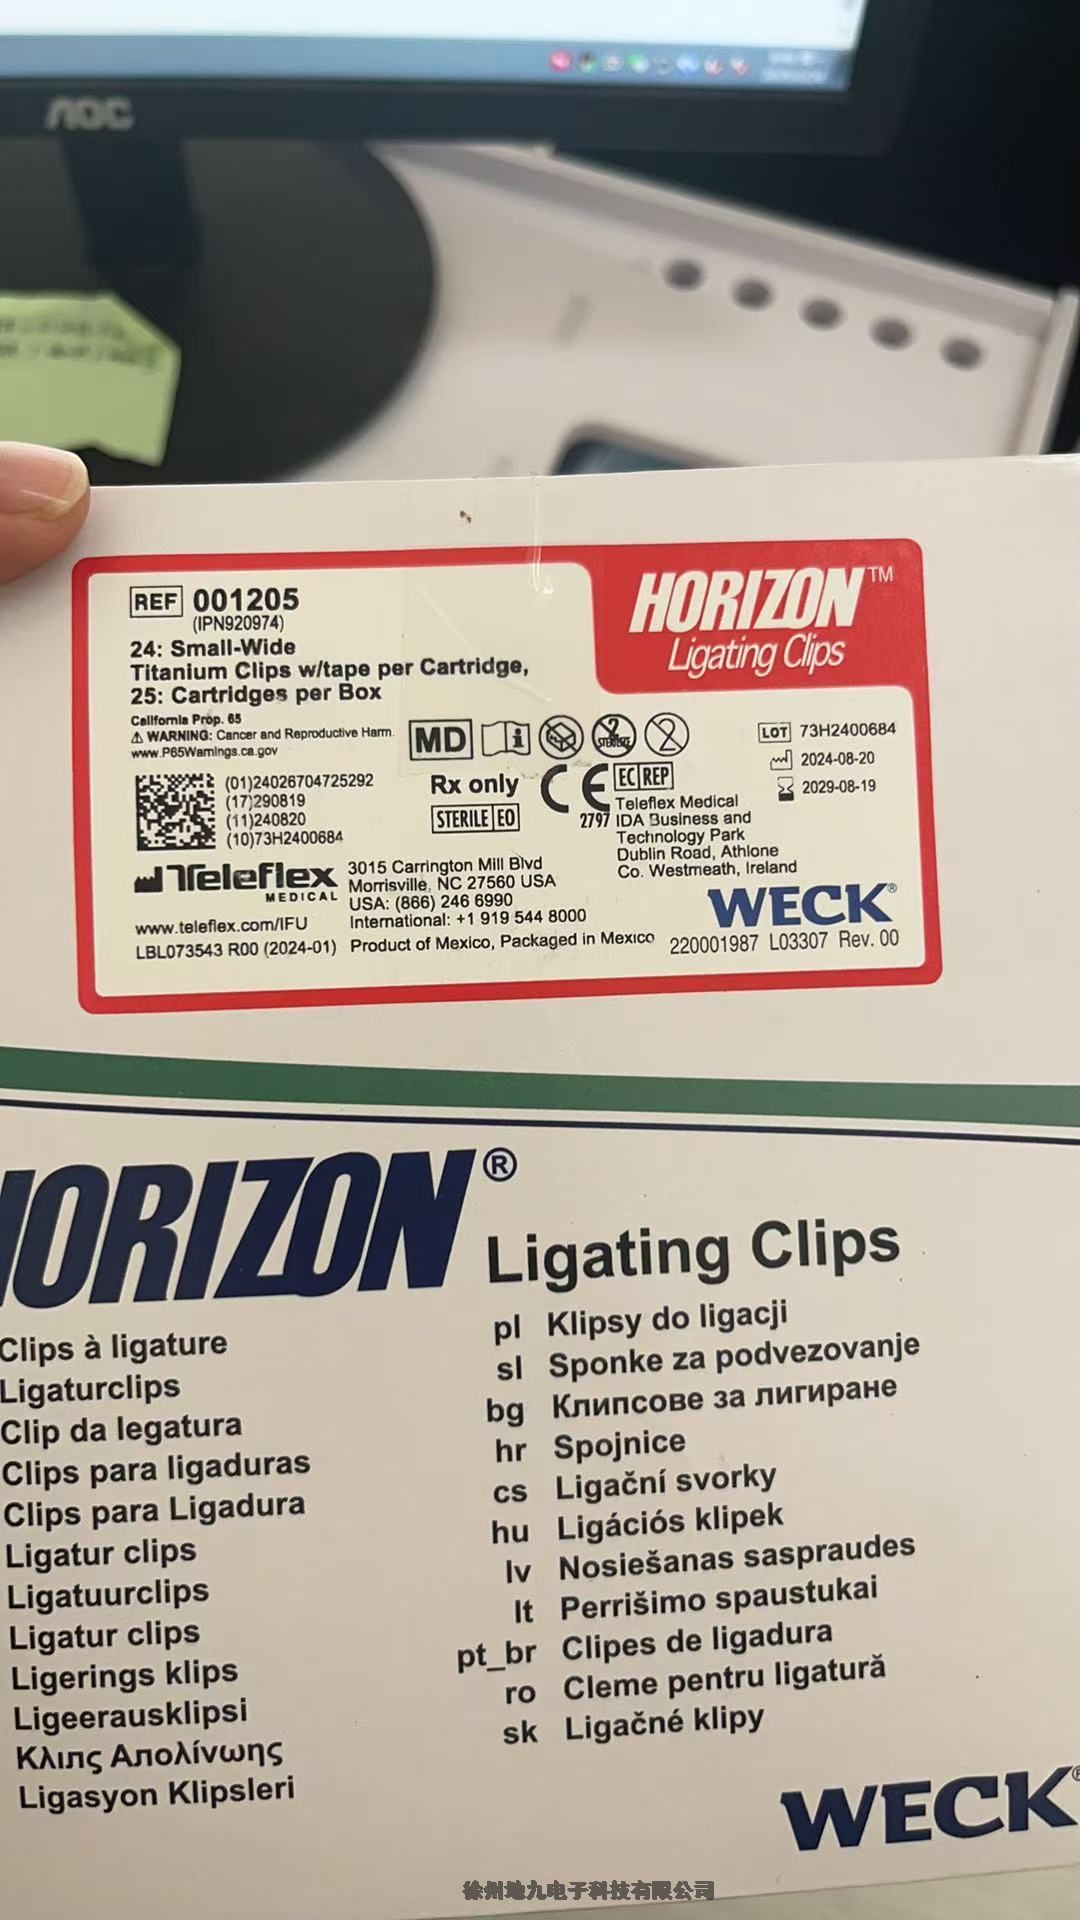 AOC
REF 001205
(IPN920974)
24: Small-Wide
Titanium Clips w/tape per Cartridge,
25: Cartridges per Box
California Prop. 65
⚠ WARNING: Cancer and Reproductive Harm.
www.P65Warnings.ca.gov
HORIZON™
Ligating Clips
MD
2
STERILIZE
2
LOT 73H2400684
2024-08-20
2029-08-19
(01)24026704725292
(17)290819
(11)240820
(10)73H2400684
Rx only
STERILE EO
CE
2797
EC REP
Teleflex Medical
IDA Business and
Technology Park
Dublin Road, Athlone
Co. Westmeath, Ireland
Teleflex
MEDICAL
3015 Carrington Mill Blvd
Morrisville, NC 27560 USA
USA: (866) 246 6990
International: +1 919 544 8000
www.teleflex.com/IFU
LBL073543 R00 (2024-01)
Product of Mexico, Packaged in Mexico
WECK®
220001987 L03307 Rev. 00
HORIZON®
Ligating Clips
Clips à ligature
Ligaturclips
Clip da legatura
Clips para ligaduras
Clips para Ligadura
Ligatur clips
Ligatuurclips
Ligatur clips
Ligerings klips
Ligeerausklipsi
Κλιπς Απολίνωης
Ligasyon Klipsleri
pl Klipsy do ligacji
sl Sponke za podvezovanje
bg Клипсове за лигиране
hr Spojnice
cs Ligační svorky
hu Ligációs klipek
lv Nosiešanas saspraudes
lt Perrišimo spaustukai
pt_br Clipes de ligadura
ro Cleme pentru ligatură
sk Ligačné klipy
WECK®
徐州地九电子科技有限公司